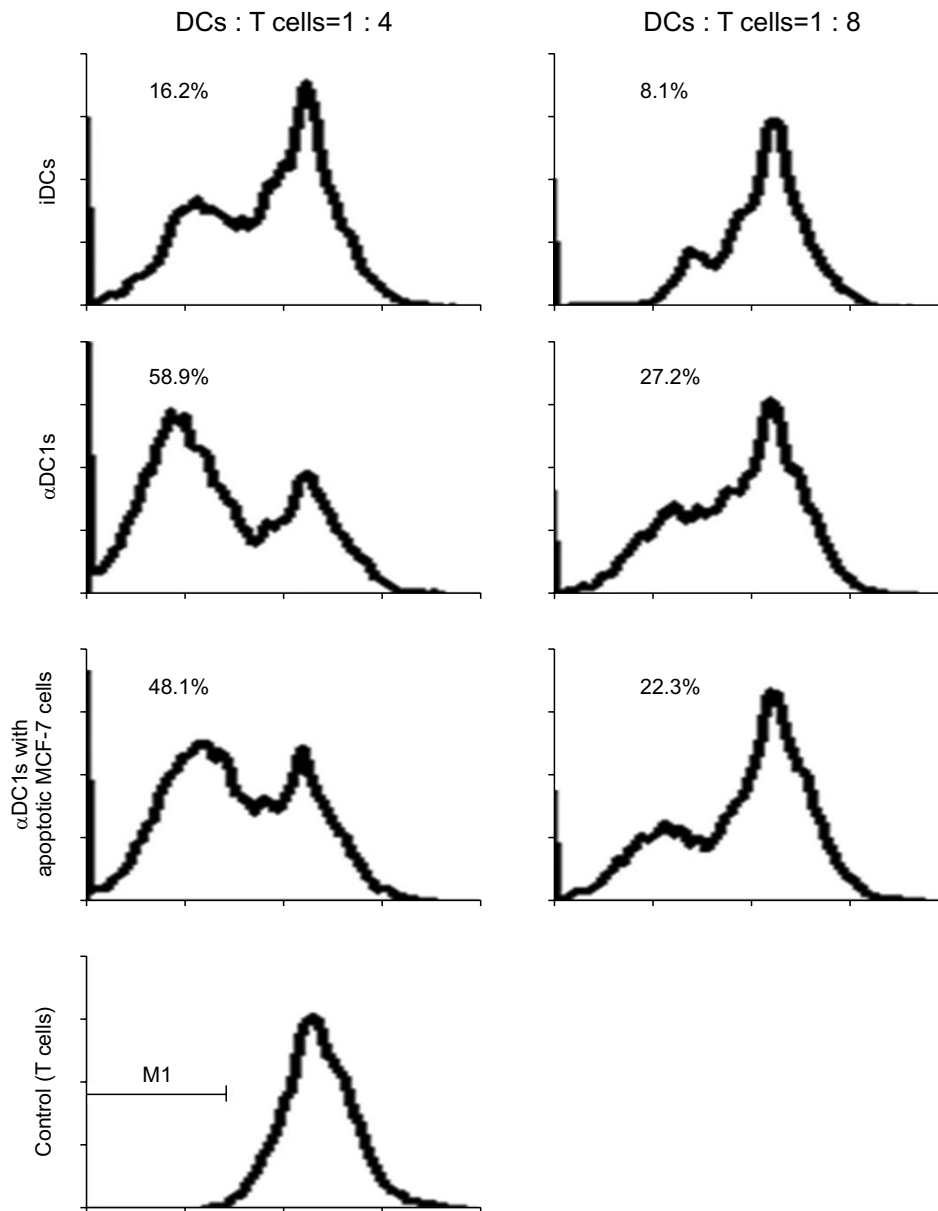 DCs : T cells=1 : 4
DCs : T cells=1 : 8
iDCs
16.2%
8.1%
αDC1s
58.9%
27.2%
αDC1s with
apoptotic MCF-7 cells
48.1%
22.3%
Control (T cells)
M1